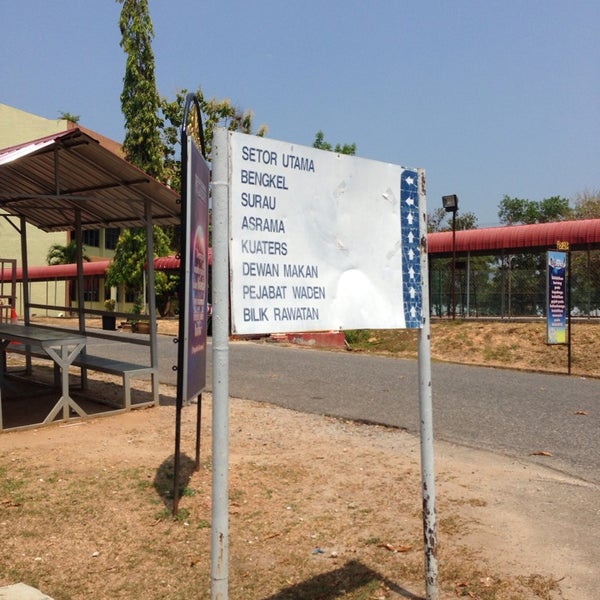 SETOR UTAMA
BENGKEL
SURAU
ASRAMA
KUATERS
DEWAN MAKAN
PEJABAT WADEN
BILIK RAWATAN